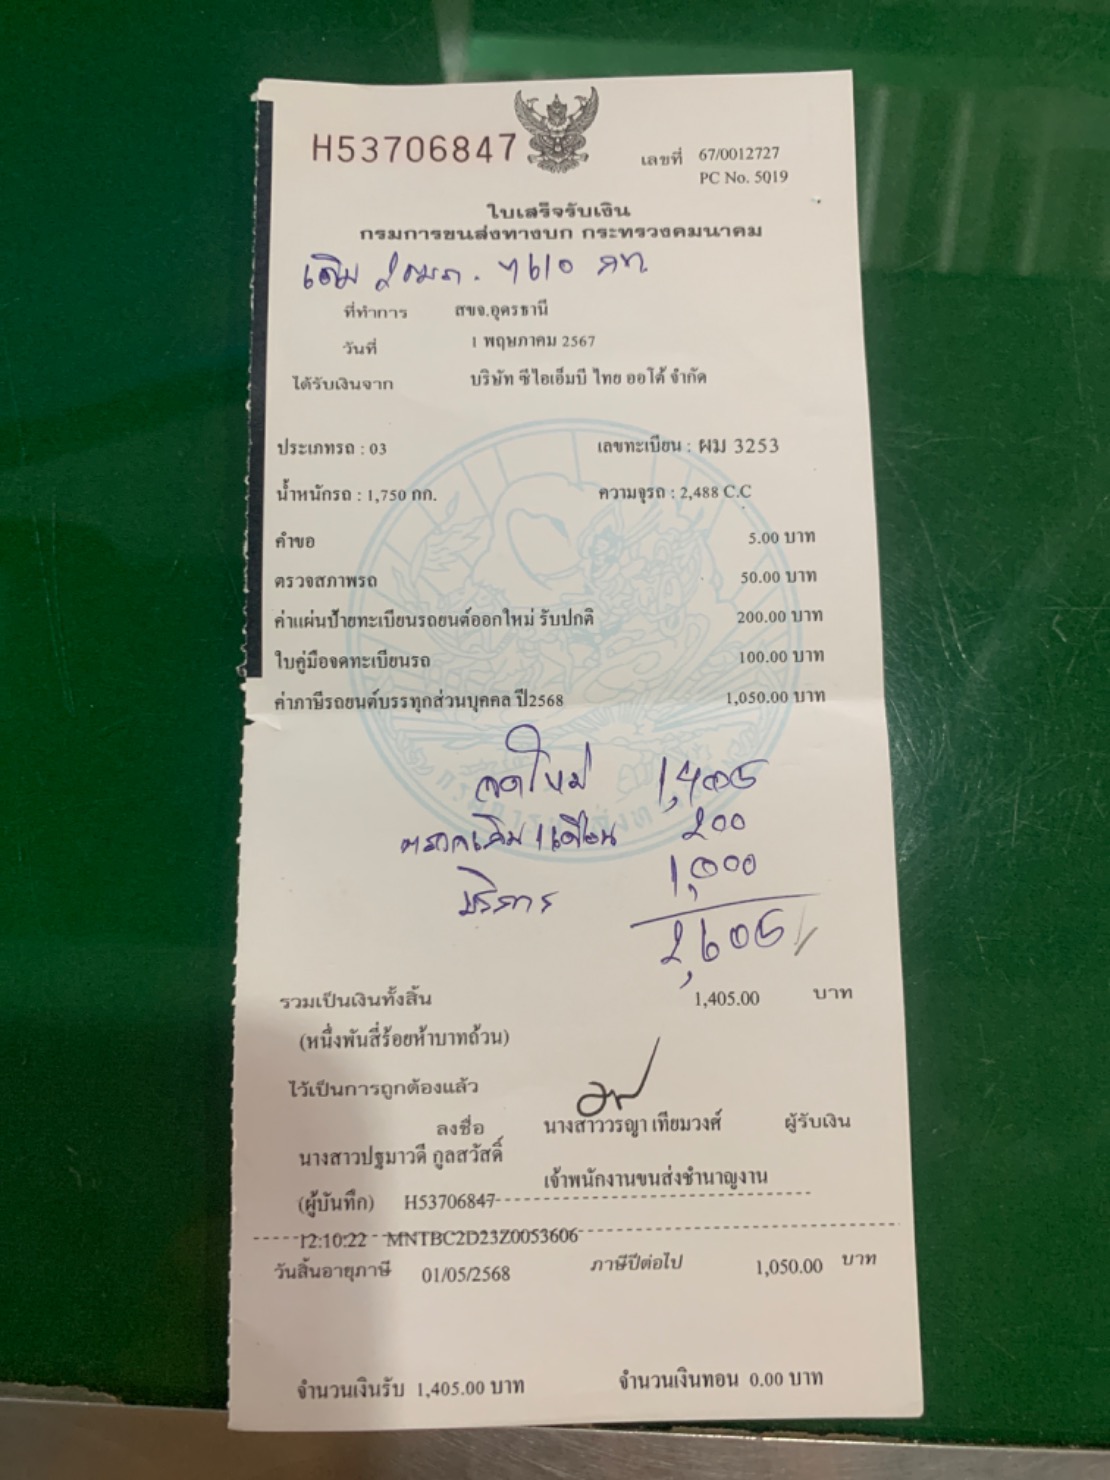 H53706847
เลขที่ 67/0012727
PC No. 5019
ใบเสร็จรับเงิน
กรมการขนส่งทางบก กระทรวงคมนาคม
เดิม
ที่ทำการ สขจ.อุดรธานี
วันที่ 1 พฤษภาคม 2567
ได้รับเงินจาก บริษัท ซีไอเอ็มบี ไทย ออโต้ จำกัด
ประเภทรถ : 03 เลขทะเบียน : ผม 3253
น้ำหนักรถ : 1,750 กก. ความจุรถ : 2,488 C.C
คำขอ 5.00 บาท
ตรวจสภาพรถ 50.00 บาท
ค่าแผ่นป้ายทะเบียนรถยนต์ออกใหม่ รับปกติ 200.00 บาท
ใบคู่มือจดทะเบียนรถ 100.00 บาท
ค่าภาษีรถยนต์บรรทุกส่วนบุคคล ปี2568 1,050.00 บาท
จดใหม่ 1,405
1 เดือน 200
บริการ 1,000
2,605
รวมเป็นเงินทั้งสิ้น 1,405.00 บาท
(หนึ่งพันสี่ร้อยห้าบาทถ้วน)
ไว้เป็นการถูกต้องแล้ว
ลงชื่อ นางสาววรญา เทียมวงศ์ ผู้รับเงิน
นางสาวปฐมาวดี กูลสวัสดิ์
เจ้าพนักงานขนส่งชำนาญงาน
(ผู้บันทึก) H53706847
12:10:22 MNTBC2D23Z0053606
วันสิ้นอายุภาษี 01/05/2568 ภาษีปีต่อไป 1,050.00 บาท
จำนวนเงินรับ 1,405.00 บาท จำนวนเงินทอน 0.00 บาท